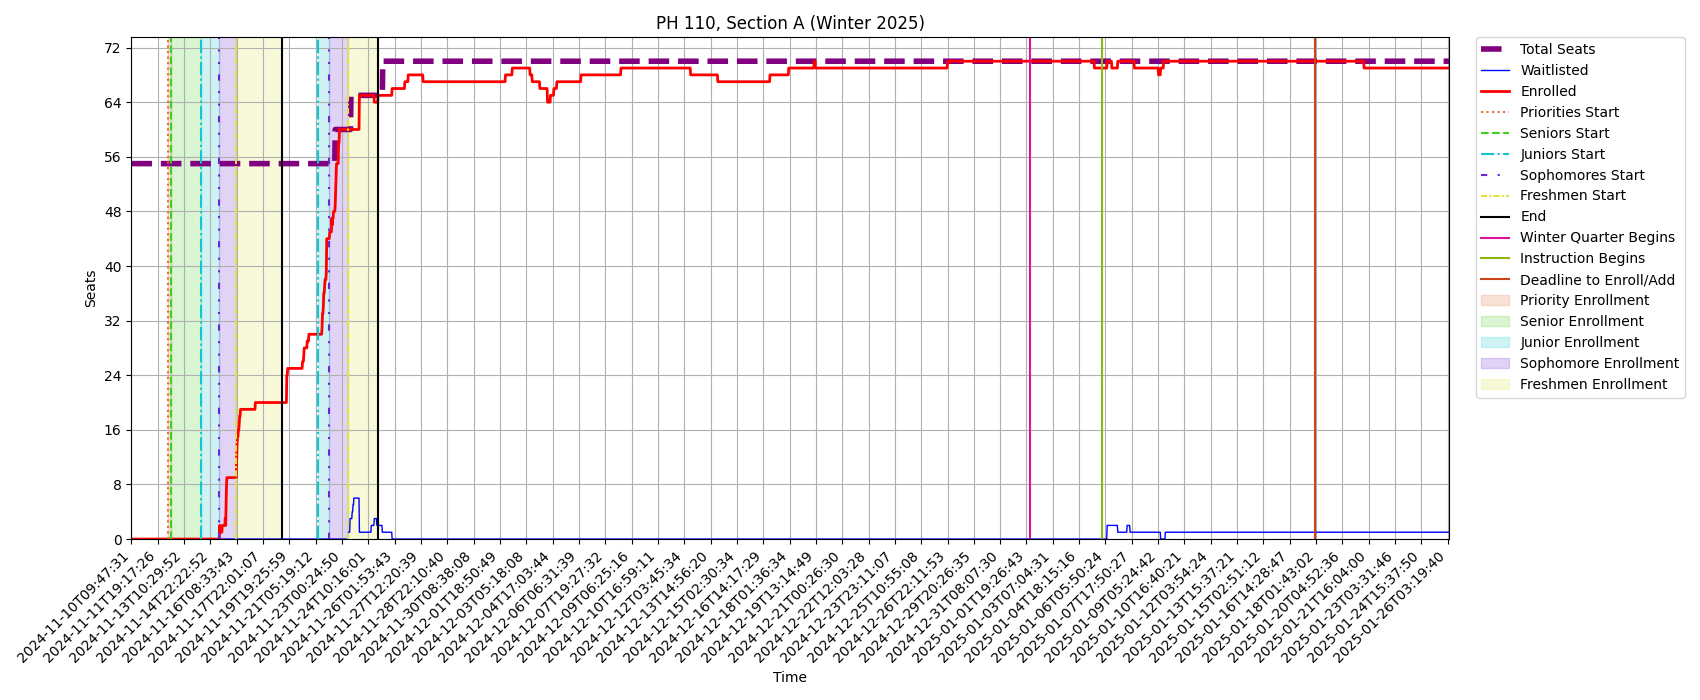 PH 110, Section A (Winter 2025)
Total Seats
Waitlisted
Enrolled
Priorities Start
Seniors Start
Juniors Start
Sophomores Start
Freshmen Start
End
Winter Quarter Begins
Instruction Begins
Deadline to Enroll/Add
Priority Enrollment
Senior Enrollment
Junior Enrollment
Sophomore Enrollment
Freshmen Enrollment
Seats
72
64
56
48
40
32
24
16
8
0
2024-11-10T09:47:31
2024-11-11T19:17:26
2024-11-13T10:29:52
2024-11-14T22:22:52
2024-11-16T08:33:43
2024-11-17T22:01:07
2024-11-19T19:25:59
2024-11-21T05:19:12
2024-11-23T00:24:50
2024-11-24T10:16:01
2024-11-26T01:53:43
2024-11-27T12:20:39
2024-11-28T22:10:40
2024-11-30T08:38:08
2024-12-01T18:50:49
2024-12-03T05:18:08
2024-12-04T17:03:44
2024-12-06T06:31:39
2024-12-07T19:27:32
2024-12-09T06:25:16
2024-12-10T16:59:11
2024-12-12T03:45:34
2024-12-13T14:56:20
2024-12-15T02:30:34
2024-12-16T14:17:29
2024-12-18T01:36:34
2024-12-19T13:14:49
2024-12-21T00:26:30
2024-12-22T12:03:28
2024-12-23T23:11:07
2024-12-25T10:55:08
2024-12-26T22:11:53
2024-12-29T20:26:35
2024-12-31T08:07:30
2025-01-01T19:26:43
2025-01-03T07:04:31
2025-01-04T18:15:16
2025-01-06T05:50:24
2025-01-07T17:50:27
2025-01-09T05:24:42
2025-01-10T16:40:21
2025-01-12T03:54:24
2025-01-13T15:37:21
2025-01-15T02:51:12
2025-01-16T14:28:47
2025-01-18T01:43:02
2025-01-20T04:52:36
2025-01-21T16:04:00
2025-01-23T03:31:46
2025-01-24T15:37:50
2025-01-26T03:19:40
Time